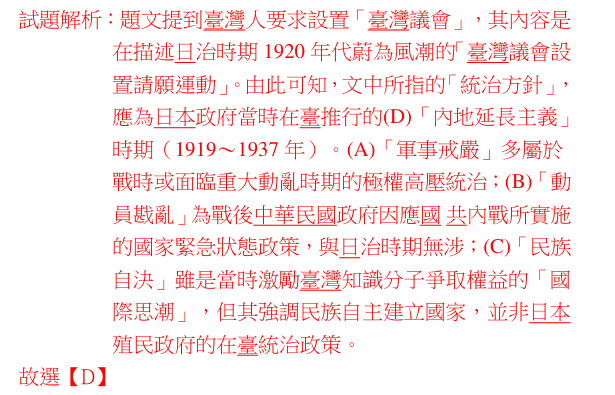 試題解析：題文提到臺灣人要求設置「臺灣議會」，其內容是
在描述日治時期 1920 年代蔚為風潮的「臺灣議會設
置請願運動」。由此可知，文中所指的「統治方針」，
應為日本政府當時在臺推行的(D)「內地延長主義」
時期（1919～1937 年）。(A)「軍事戒嚴」多屬於
戰時或面臨重大動亂時期的極權高壓統治；(B)「動
員戡亂」為戰後中華民國政府因應國 共內戰所實施
的國家緊急狀態政策，與日治時期無涉；(C)「民族
自決」雖是當時激勵臺灣知識分子爭取權益的「國
際思潮」，但其強調民族自主建立國家，並非日本
殖民政府的在臺統治政策。
故選【D】